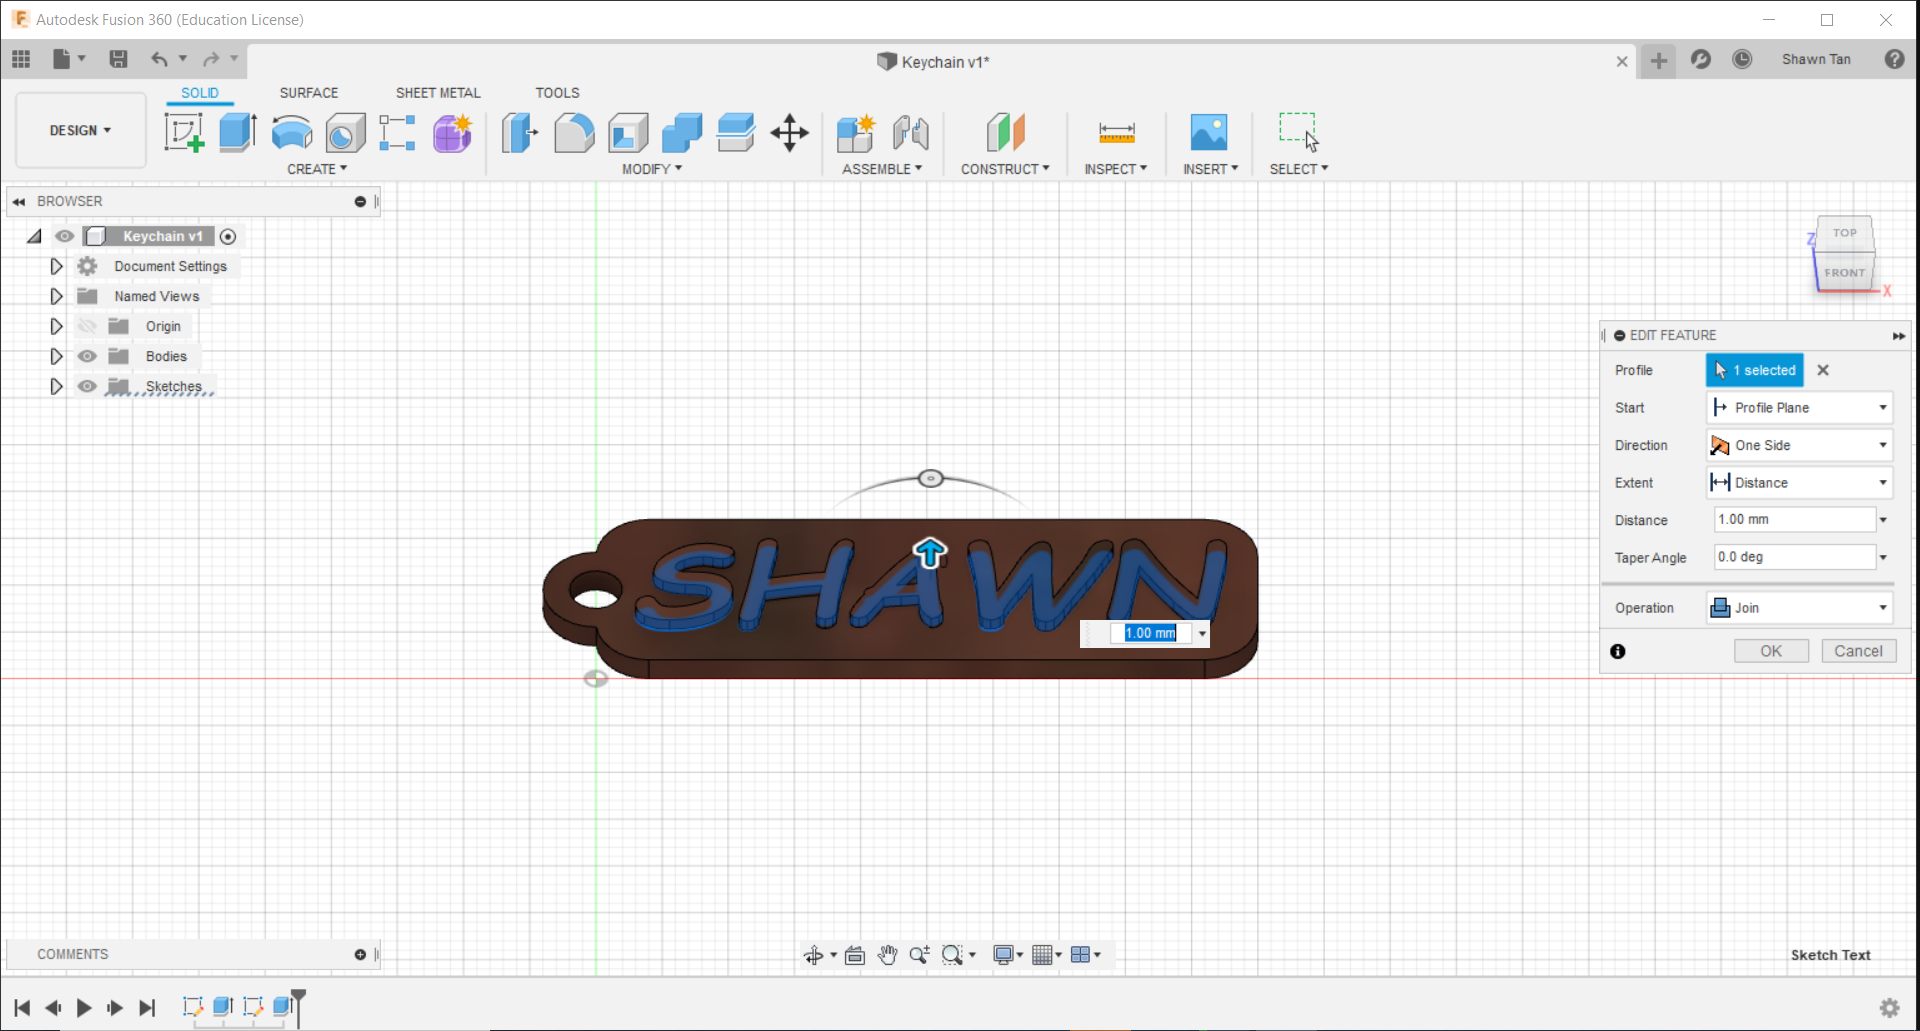 Autodesk Fusion 360 (Education License)
Keychain v1*
Shawn Tan
DESIGN
SOLID
SURFACE
SHEET METAL
TOOLS
CREATE
MODIFY
ASSEMBLE
CONSTRUCT
INSPECT
INSERT
SELECT
BROWSER
Keychain v1
Document Settings
Named Views
Origin
Bodies
Sketches
TOP
FRONT
Z
X
EDIT FEATURE
Profile 1 selected
Start Profile Plane
Direction One Side
Extent Distance
Distance 1.00 mm
Taper Angle 0.0 deg
Operation Join
OK Cancel
SHAWN
1.00 mm
COMMENTS
Sketch Text